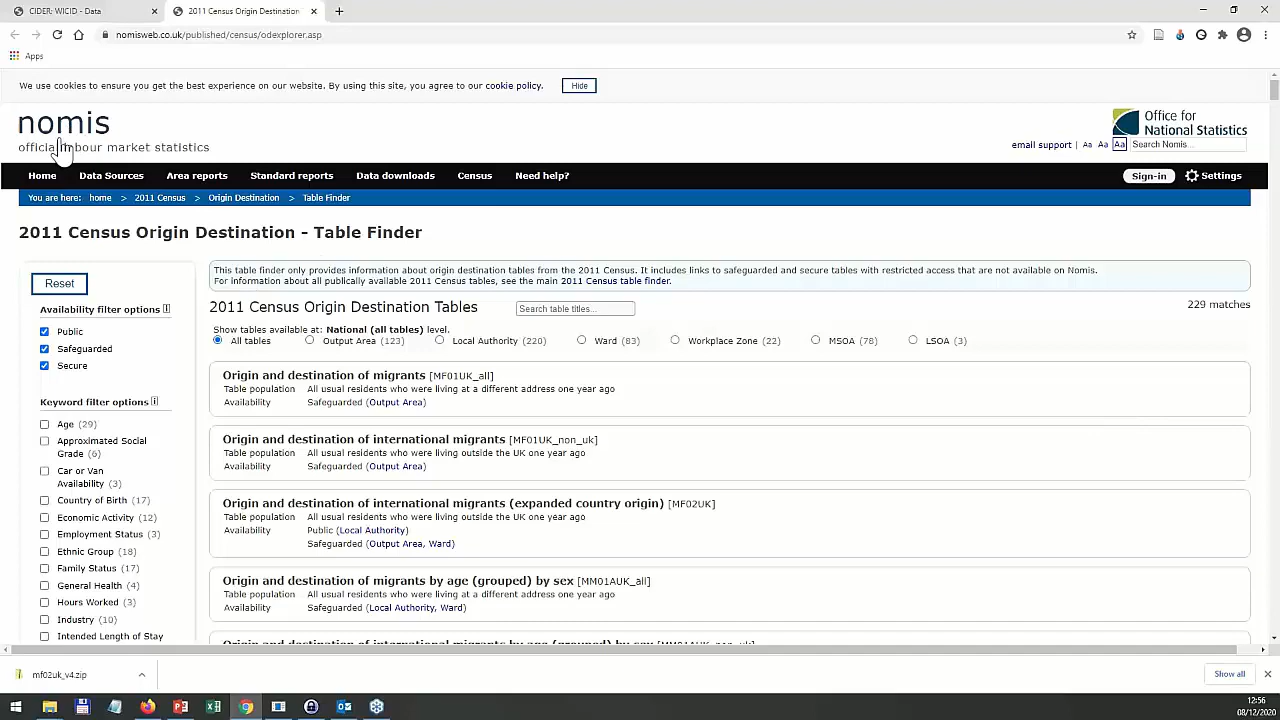 CIDER: WICID - Data
2011 Census Origin Destination
nomisweb.co.uk/published/census/odexplorer.asp
Apps
We use cookies to ensure you get the best experience on our website. By using this site, you agree to our cookie policy. Hide
nomis
official labour market statistics
Office for
National Statistics
email support | Aa Aa Aa Search Nomis...
Home Data Sources Area reports Standard reports Data downloads Census Need help? Sign-in Settings
You are here: home > 2011 Census > Origin Destination > Table Finder
2011 Census Origin Destination - Table Finder
Reset
Availability filter options
Public
Safeguarded
Secure
Keyword filter options
Age (29)
Approximated Social
Grade (6)
Car or Van
Availability (3)
Country of Birth (17)
Economic Activity (12)
Employment Status (3)
Ethnic Group (18)
Family Status (17)
General Health (4)
Hours Worked (3)
Industry (10)
Intended Length of Stay
This table finder only provides information about origin destination tables from the 2011 Census. It includes links to safeguarded and secure tables with restricted access that are not available on Nomis.
For information about all publically available 2011 Census tables, see the main 2011 Census table finder.
2011 Census Origin Destination Tables Search table titles... 229 matches
Show tables available at: National (all tables) level.
All tables Output Area (123) Local Authority (220) Ward (83) Workplace Zone (22) MSOA (78) LSOA (3)
Origin and destination of migrants [MF01UK_all]
Table population All usual residents who were living at a different address one year ago
Availability Safeguarded (Output Area)
Origin and destination of international migrants [MF01UK_non_uk]
Table population All usual residents who were living outside the UK one year ago
Availability Safeguarded (Output Area)
Origin and destination of international migrants (expanded country origin) [MF02UK]
Table population All usual residents who were living outside the UK one year ago
Availability Public (Local Authority)
Safeguarded (Output Area, Ward)
Origin and destination of migrants by age (grouped) by sex [MM01AUK_all]
Table population All usual residents who were living at a different address one year ago
Availability Safeguarded (Local Authority, Ward)
Origin and destination of international migrants by age (grouped) by sex [MM01AUK_non_uk]
mf02uk_v4.zip
Show all
12:56
08/12/2020